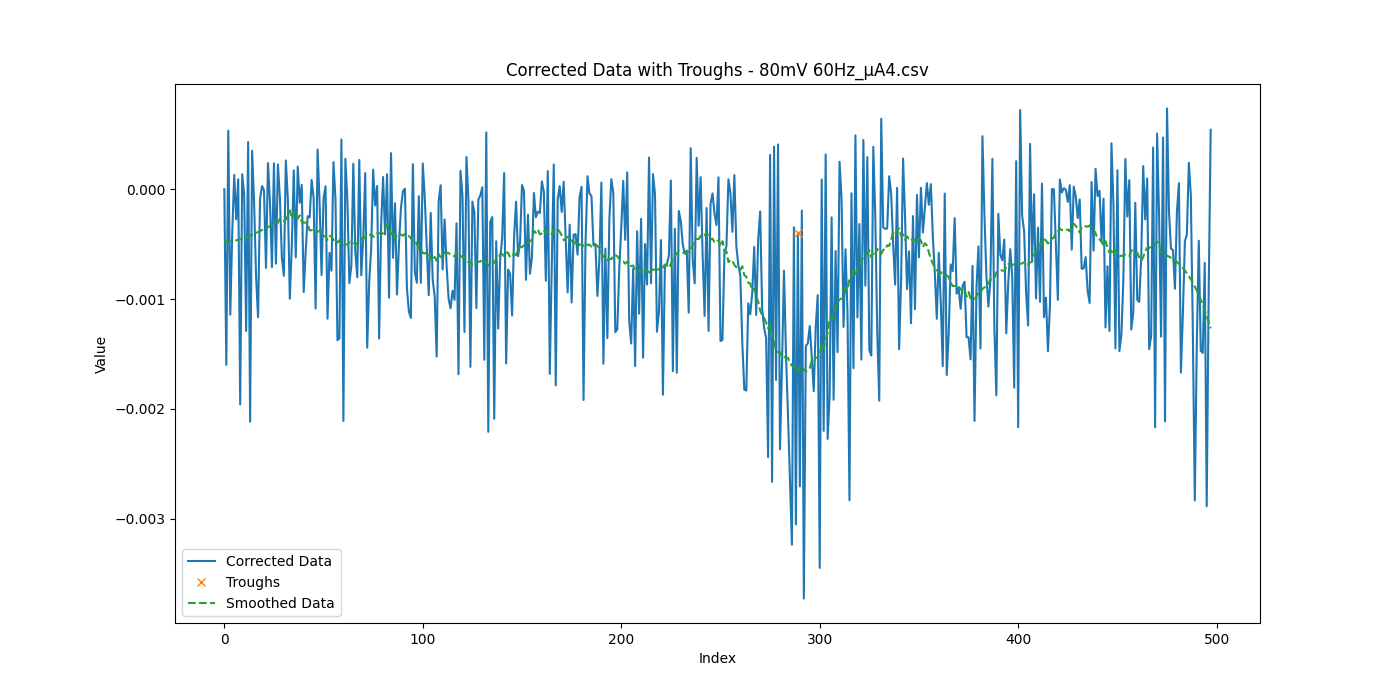 Corrected Data with Troughs - 80mV 60Hz_µA4.csv
Value
0.000
−0.001
−0.002
−0.003
Corrected Data
Troughs
Smoothed Data
0 100 200 300 400 500
Index